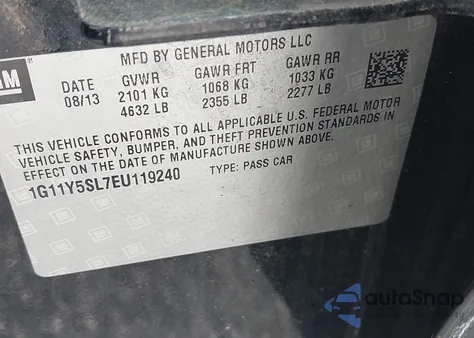 GM
MFD BY GENERAL MOTORS LLC
DATE GVWR GAWR FRT GAWR RR
08/13 2101 KG 1068 KG 1033 KG
4632 LB 2355 LB 2277 LB
THIS VEHICLE CONFORMS TO ALL APPLICABLE U.S. FEDERAL MOTOR
VEHICLE SAFETY, BUMPER, AND THEFT PREVENTION STANDARDS IN
EFFECT ON THE DATE OF MANUFACTURE SHOWN ABOVE.
1G11Y5SL7EU119240 TYPE: PASS CAR
autoSnap